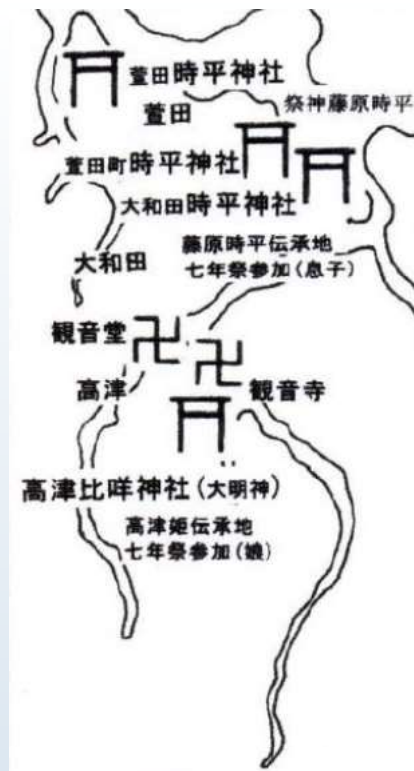 萱田時平神社
祭神藤原時平
萱田
萱田町時平神社
大和田時平神社
藤原時平伝承地
七年祭参加(息子)
大和田
観音堂
高津
観音寺
高津比咩神社(大明神)
高津姫伝承地
七年祭参加(娘)